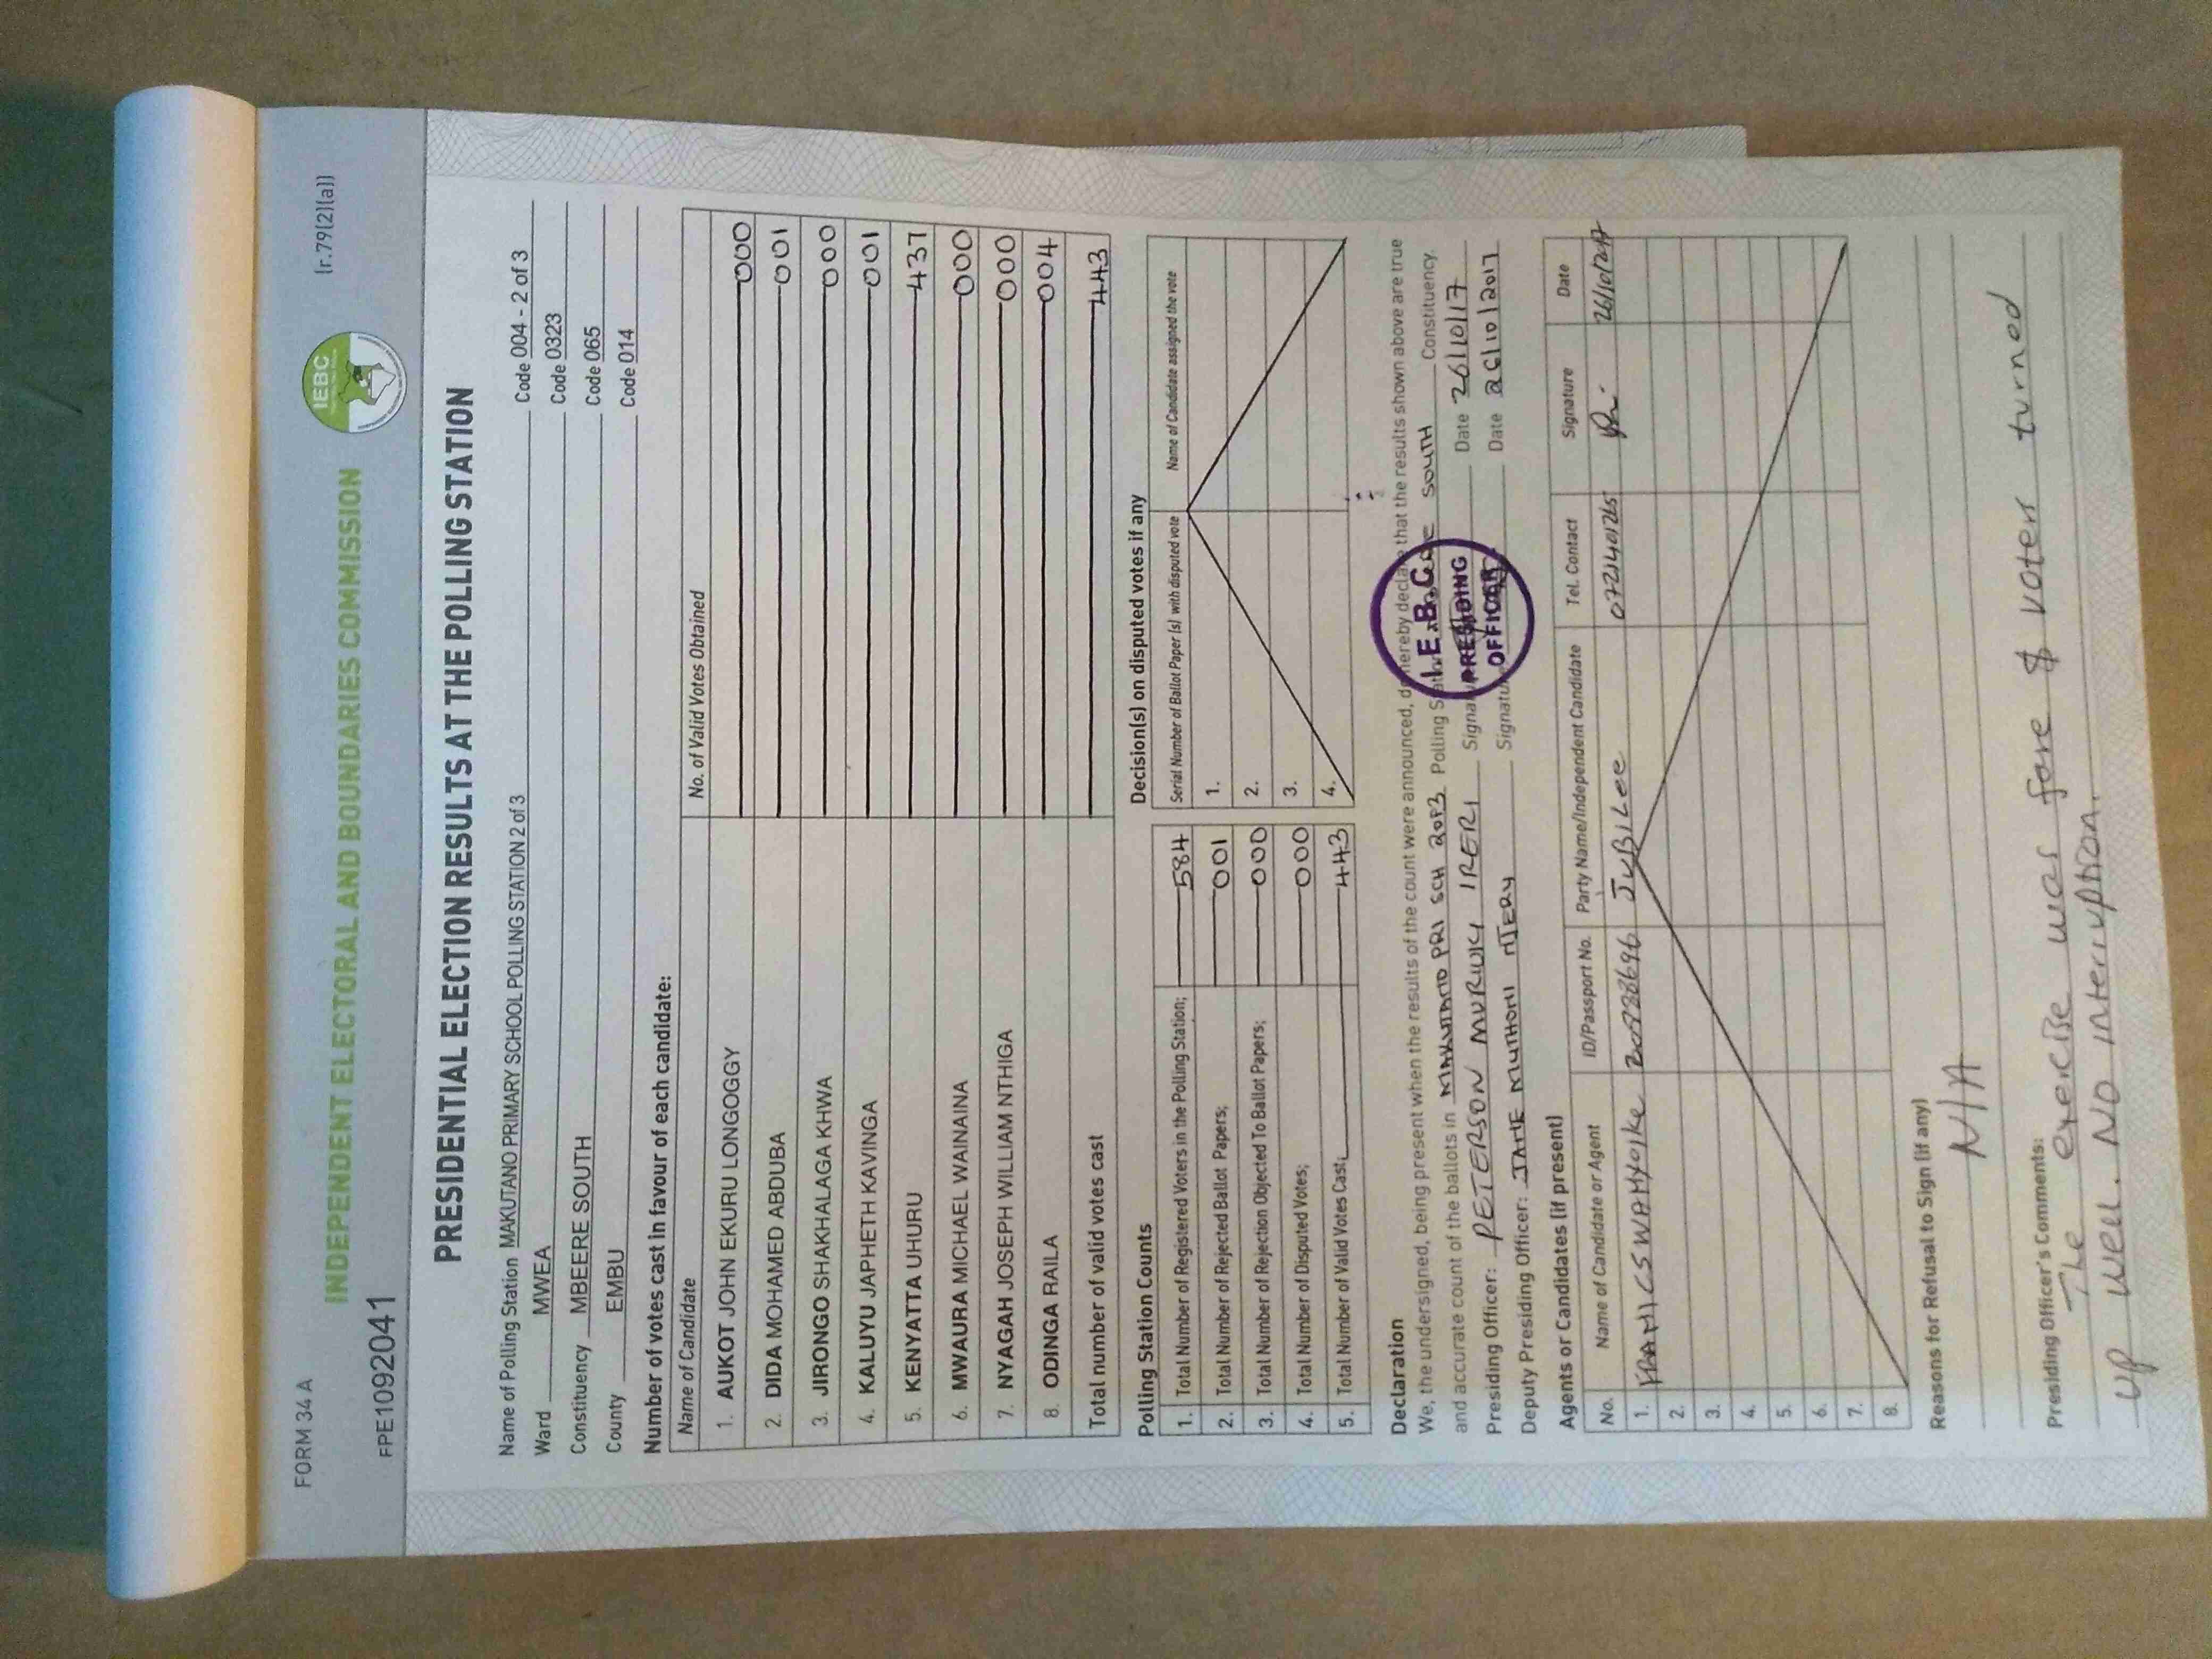 FORM 34 A
(r.79(2)(a))
INDEPENDENT ELECTORAL AND BOUNDARIES COMMISSION
IEBC
FPE1092041
PRESIDENTIAL ELECTION RESULTS AT THE POLLING STATION
Name of Polling Station MAKUTANO PRIMARY SCHOOL POLLING STATION 2 of 3 Code 004 - 2 of 3
Ward MWEA Code 0323
Constituency MBEERE SOUTH Code 065
County EMBU Code 014
Number of votes cast in favour of each candidate:
Name of Candidate No. of Valid Votes Obtained
1. AUKOT JOHN EKURU LONGOGGY 000
2. DIDA MOHAMED ABDUBA 001
3. JIRONGO SHAKHALAGA KHWA 000
4. KALUYU JAPHETH KAVINGA 001
5. KENYATTA UHURU 437
6. MWAURA MICHAEL WAINAINA 000
7. NYAGAH JOSEPH WILLIAM NTHIGA 000
8. ODINGA RAILA 004
Total number of valid votes cast 443
Polling Station Counts
1. Total Number of Registered Voters in the Polling Station; 584
2. Total Number of Rejected Ballot Papers; 001
3. Total Number of Rejection Objected To Ballot Papers; 000
4. Total Number of Disputed Votes; 000
5. Total Number of Valid Votes Cast; 443
Decision(s) on disputed votes if any
Serial Number of Ballot Paper (s) with disputed vote Name of Candidate assigned the vote
1.
2.
3.
4.
Declaration
We, the undersigned, being present when the results of the count were announced, do hereby declare that the results shown above are true
and accurate count of the ballots in MAKUTANO PRI SCH 2OF3 Polling Station SOUTH Constituency.
Presiding Officer: PETERSON MURIUKI IRERI Signature Date 26/10/17
Deputy Presiding Officer: JANE MUTHONI NJERU Signature Date 26/10/2017
I.E.B.C
PRESIDING
OFFICER
Agents or Candidates (if present)
No. Name of Candidate or Agent ID/Passport No. Party Name/Independent Candidate Tel. Contact Signature Date
1. JUBILEE 26/10/2017
2.
3.
4.
5.
6.
7.
8.
Reasons for Refusal to Sign (if any)
N/A
Presiding Officer's Comments:
The exercise was fare & voters turned
up well. No interruption.